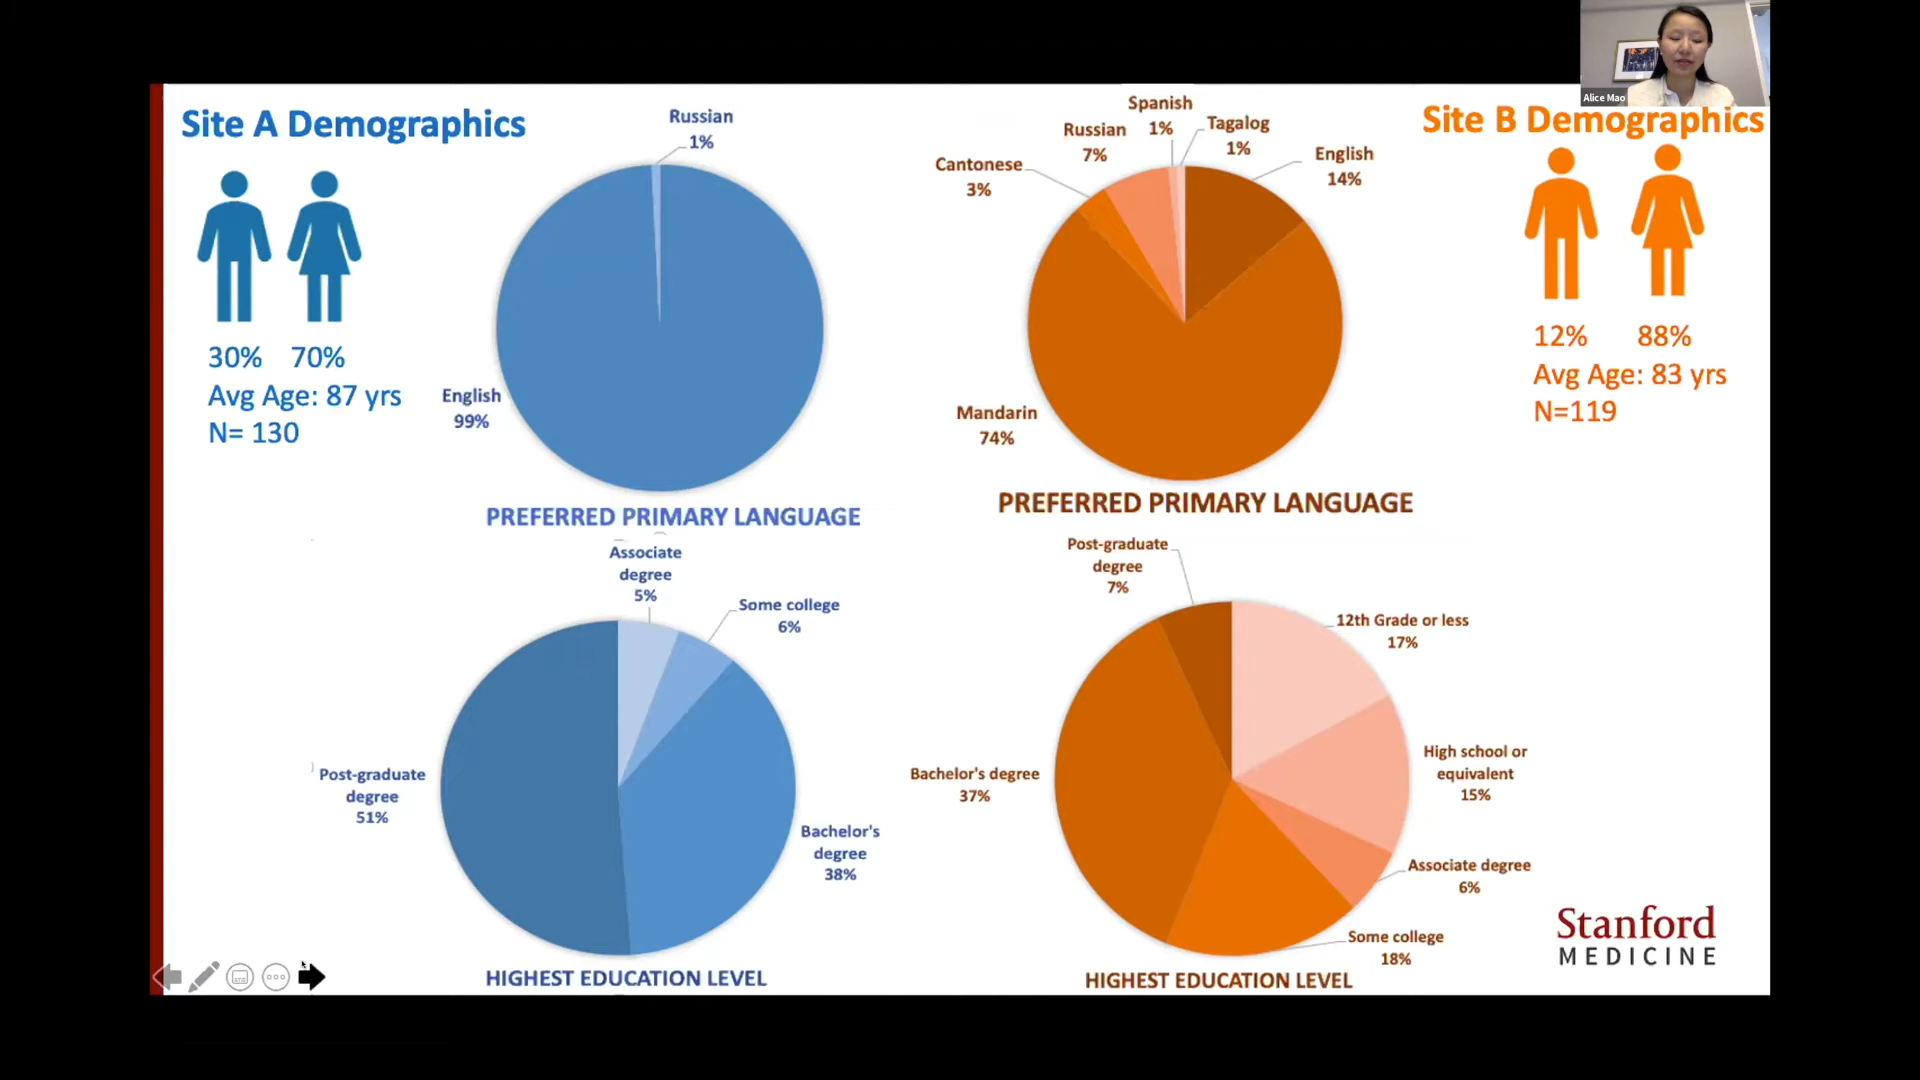 Alice Mao
Site A Demographics
30% 70%
Avg Age: 87 yrs
N= 130
Russian
1%
English
99%
PREFERRED PRIMARY LANGUAGE
Associate
degree
5%
Some college
6%
Post-graduate
degree
51%
Bachelor's
degree
38%
HIGHEST EDUCATION LEVEL
Site B Demographics
12% 88%
Avg Age: 83 yrs
N=119
Spanish
1%
Russian
7%
Tagalog
1%
Cantonese
3%
English
14%
Mandarin
74%
PREFERRED PRIMARY LANGUAGE
Post-graduate
degree
7%
12th Grade or less
17%
High school or
equivalent
15%
Bachelor's degree
37%
Associate degree
6%
Some college
18%
HIGHEST EDUCATION LEVEL
Stanford
MEDICINE